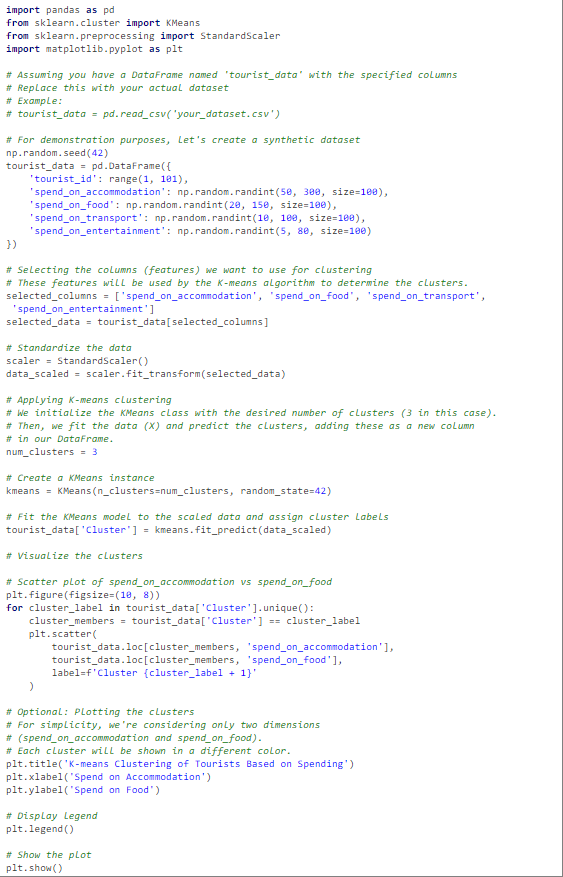 import pandas as pd
from sklearn.cluster import KMeans
from sklearn.preprocessing import StandardScaler
import matplotlib.pyplot as plt
# Assuming you have a DataFrame named 'tourist_data' with the specified columns
# Replace this with your actual dataset
# Example:
# tourist_data = pd.read_csv('your_dataset.csv')
# For demonstration purposes, let's create a synthetic dataset
np.random.seed(42)
tourist_data = pd.DataFrame({
    'tourist_id': range(1, 101),
    'spend_on_accommodation': np.random.randint(50, 300, size=100),
    'spend_on_food': np.random.randint(20, 150, size=100),
    'spend_on_transport': np.random.randint(10, 100, size=100),
    'spend_on_entertainment': np.random.randint(5, 80, size=100)
})
# Selecting the columns (features) we want to use for clustering
# These features will be used by the K-means algorithm to determine the clusters.
selected_columns = ['spend_on_accommodation', 'spend_on_food', 'spend_on_transport',
 'spend_on_entertainment']
selected_data = tourist_data[selected_columns]
# Standardize the data
scaler = StandardScaler()
data_scaled = scaler.fit_transform(selected_data)
# Applying K-means clustering
# We initialize the KMeans class with the desired number of clusters (3 in this case).
# Then, we fit the data (X) and predict the clusters, adding these as a new column
# in our DataFrame.
num_clusters = 3
# Create a KMeans instance
kmeans = KMeans(n_clusters=num_clusters, random_state=42)
# Fit the KMeans model to the scaled data and assign cluster labels
tourist_data['Cluster'] = kmeans.fit_predict(data_scaled)
# Visualize the clusters
# Scatter plot of spend_on_accommodation vs spend_on_food
plt.figure(figsize=(10, 8))
for cluster_label in tourist_data['Cluster'].unique():
    cluster_members = tourist_data['Cluster'] == cluster_label
    plt.scatter(
        tourist_data.loc[cluster_members, 'spend_on_accommodation'],
        tourist_data.loc[cluster_members, 'spend_on_food'],
        label=f'Cluster {cluster_label + 1}'
    )
# Optional: Plotting the clusters
# For simplicity, we're considering only two dimensions
# (spend_on_accommodation and spend_on_food).
# Each cluster will be shown in a different color.
plt.title('K-means Clustering of Tourists Based on Spending')
plt.xlabel('Spend on Accommodation')
plt.ylabel('Spend on Food')
# Display legend
plt.legend()
# Show the plot
plt.show()